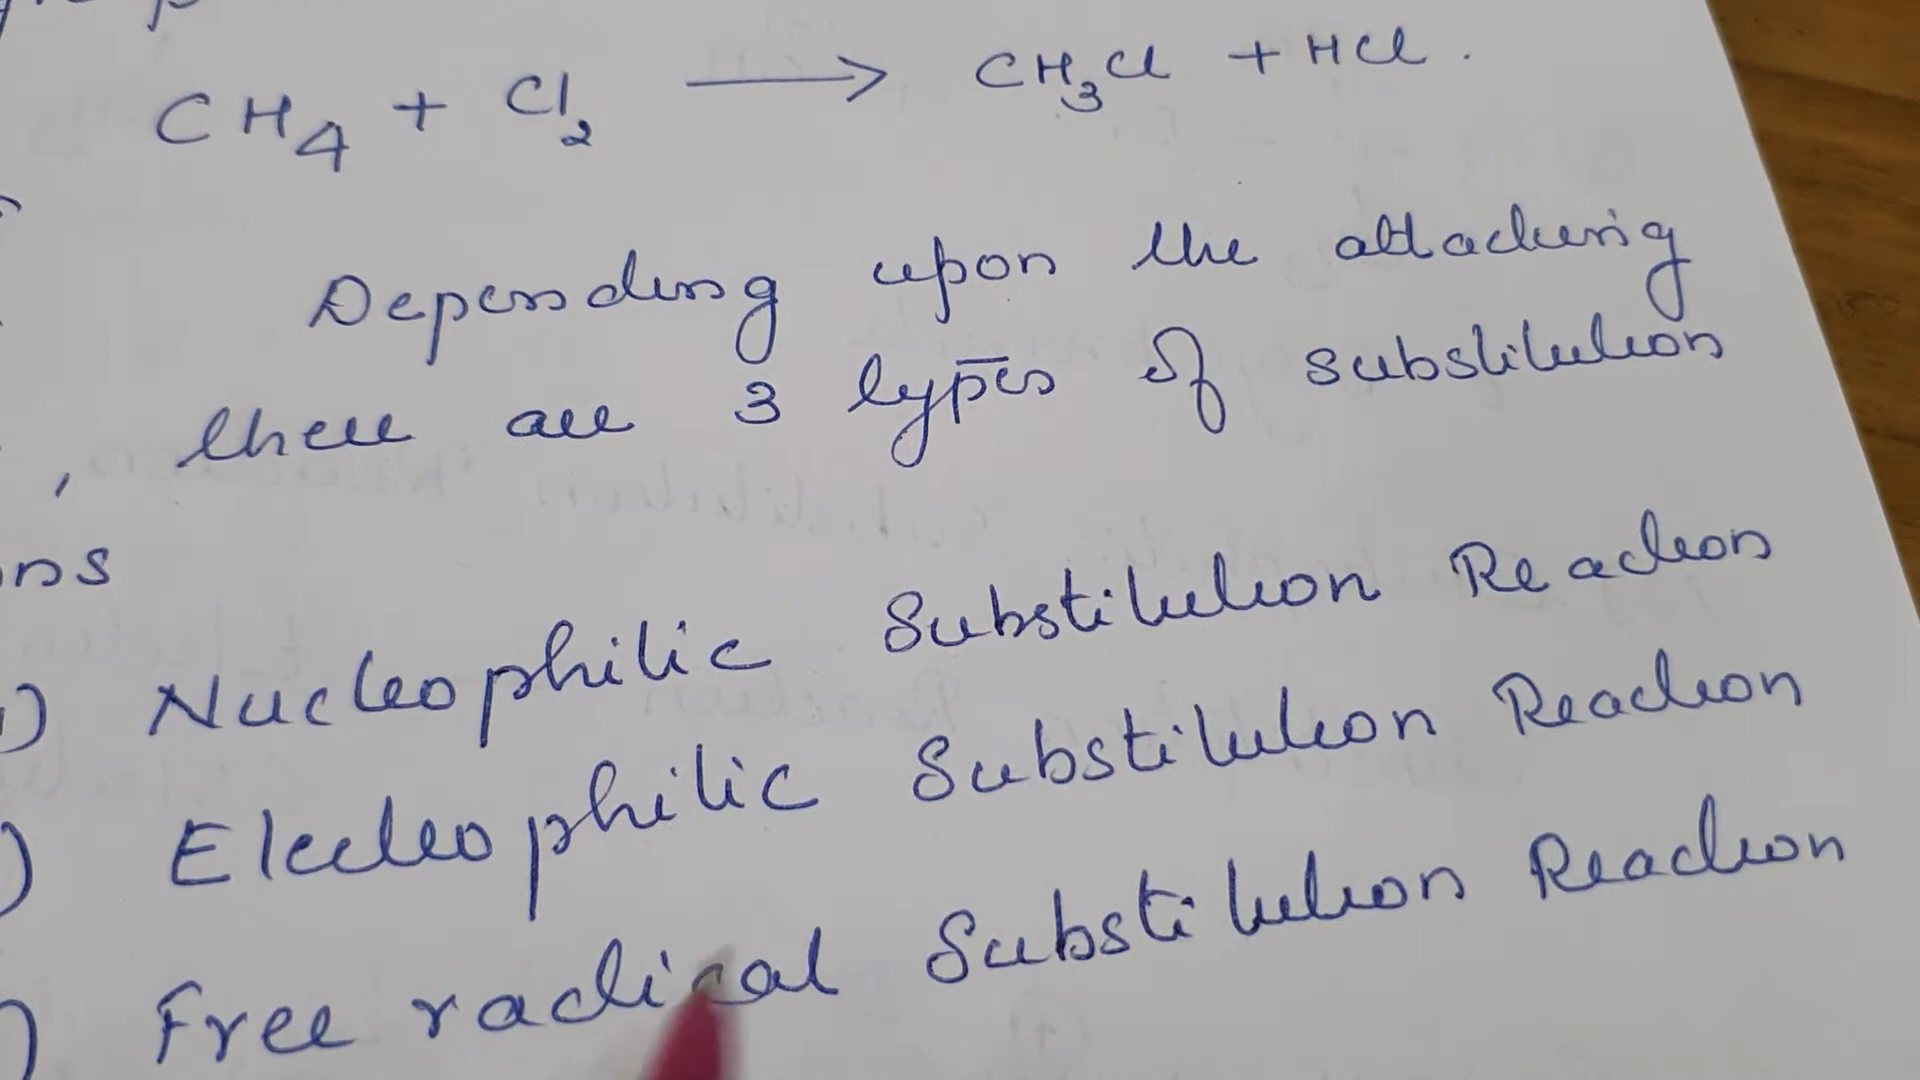 CH₄ + Cl₂ ⟶ CH₃Cl + HCl.
Depending upon the attacking
, there are 3 types of substitution
ns
) Nucleophilic Substitution Reaction
) Electrophilic Substitution Reaction
) Free radical Substitution Reaction